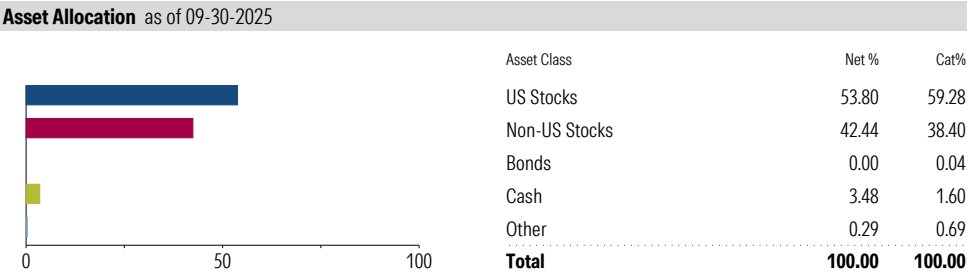 Asset Allocation as of 09-30-2025
Asset Class Net % Cat%
US Stocks 53.80 59.28
Non-US Stocks 42.44 38.40
Bonds 0.00 0.04
Cash 3.48 1.60
Other 0.29 0.69
Total 100.00 100.00
0 50 100